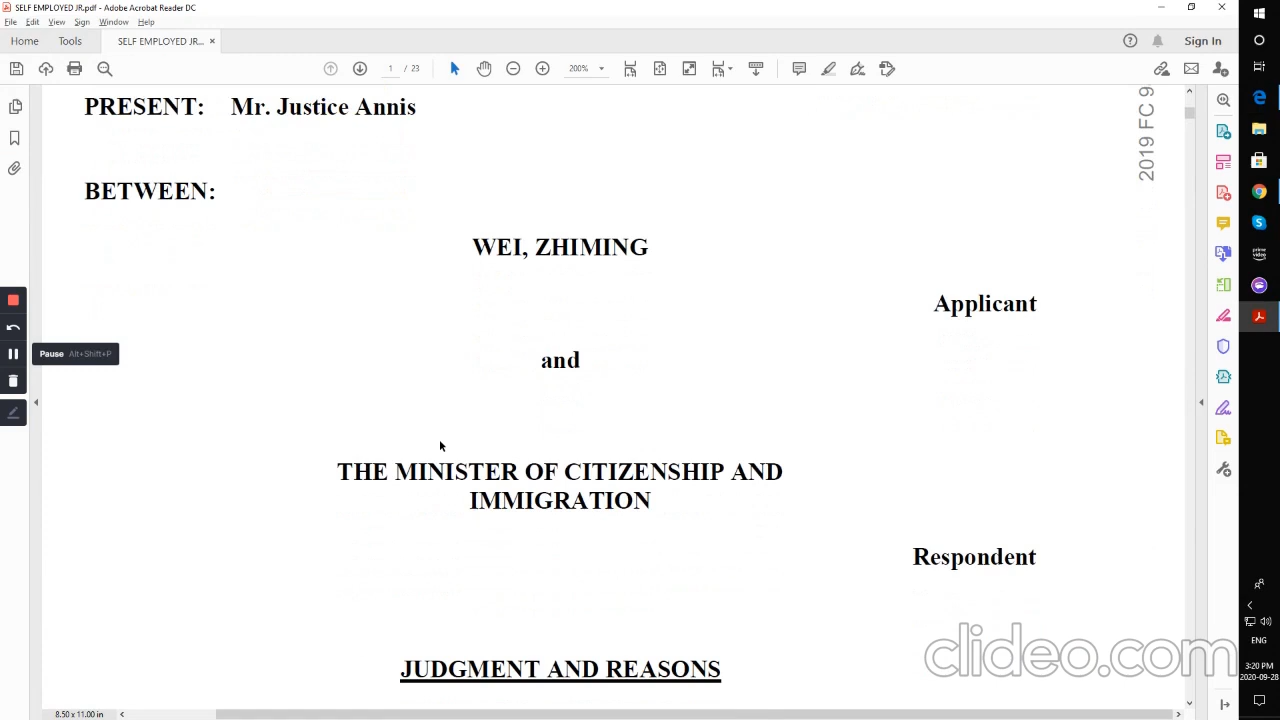 SELF EMPLOYED JR.pdf - Adobe Acrobat Reader DC
File Edit View Sign Window Help
Home Tools SELF EMPLOYED JR.... × Sign In
1 / 23 200%
PRESENT: Mr. Justice Annis
2019 FC 9
BETWEEN:
WEI, ZHIMING
Applicant
and
Pause Alt+Shift+P
THE MINISTER OF CITIZENSHIP AND
IMMIGRATION
Respondent
JUDGMENT AND REASONS
clideo.com
8.50 x 11.00 in
prime video
ENG
3:20 PM
2020-09-28